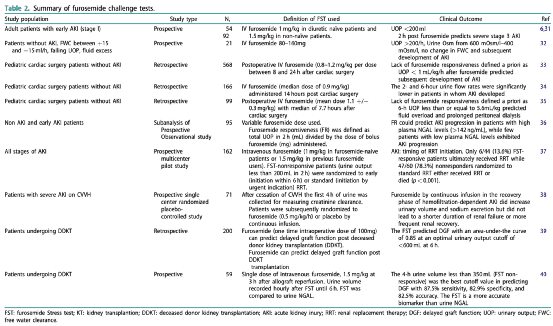 Table 2. Summary of furosemide challenge tests.
Study population Study type N, Definition of FST used Clinical Outcome Ref
Adult patients with early AKI (stage I) Prospective 54 IV furosemide 1 mg/kg in diuretic naïve patients and UOP <200ml 6,31
92 1.5 mg/kg in non-naïve patients. 2 h post furosemide predicts severe stage 3 AKI
Patients without AKI, FWC between +15 Prospective 21 IV furosemide 80–160mg UOP >200/h, Urine Osm from 600 mOsm/l–400 32
and −15 ml/h, falling UOP, fluid excess mOsm/l, no change in FWC and subsequent
development of AKI
Pediatric cardiac surgery patients without AKI Retrospective 568 Postoperative IV furosemide (0.8–1.2mg/kg per dose Lack of furosemide responsiveness defined as 33
between 8 and 24 h after cardiac surgery UOP < 1 mL/kg/h after furosemide predicted
subsequent development of AKI
Pediatric cardiac surgery patients without AKI Retrospective 166 IV furosemide (median dose of 0.9 mg/kg) The 2- and 6-hour urine flow rates were significantly 34
administered 14 hours post cardiac surgery lower in patients in whom AKI developed
Pediatric cardiac surgery patients without AKI Retrospective 99 Postoperative IV furosemide (mean dose 1.1 +/− Lack of furosemide responsiveness defined as 35
0.3 mg/kg) with median of 7.7 hours after 6-h UOP less than or equal to 5.6mL/kg predicted
cardiac surgery fluid overload and prolonged peritoneal dialysis
Non AKI and early AKI patients Subanalysis of 95 Variable furosemide dose used. FR could predict AKI progression in patients with high 36
Prospective Furosemide responsiveness (FR) was defined as plasma NGAL levels (>142 ng/mL), while few
Observational study total UOP in 2 h (mL) divided by the dose of bolus patients with low plasma NGAL levels exhibited
furosemide (mg) administered. AKI progression
All stages of AKI Prospective 162 Intravenous furosemide (1 mg/kg in furosemide-naive AKI: timing of RRT initiation. Only 6/44 (13.6%) FST- 37
multicenter patients or 1.5 mg/kg in previous furosemide responsive patients ultimately received RRT while
pilot study users). FST-nonresponsive patients (urine output 47/60 (78.3%) nonresponders randomized to
less than 200 mL in 2 h) were randomized to early standard RRT either received RRT or
(initiation within 6 h) or standard (initiation by died (p < 0.001).
urgent indication) RRT.
Patients with severe AKI on CVVH Prospective single 71 After cessation of CVVH the first 4 h of urine was Furosemide by continuous infusion in the recovery 38
center randomized collected for measuring creatinine clearance. phase of hemofiltration-dependent AKI did increase
placebo- Patients were subsequently randomized to urinary volume and sodium excretion but did not
controlled study furosemide (0.5 mg/kg/h) or placebo by lead to a shorter duration of renal failure or more
continuous infusion. frequent renal recovery.
Patients undergoing DDKT Retrospective 200 Furosemide (one time intraoperative dose of 100mg) The FST predicted DGF with an area-under-the curve 39
can predict delayed graft function post deceased of 0.85 at an optimal urinary output cutoff of
donor kidney transplantation (DDKT). <600 mL at 6 h.
Furosemide can predict delayed graft function post
DDKT
transplantation
Patients undergoing DDKT Prospective 59 Single dose of intravenous furosemide, 1.5 mg/kg at The 4-h urine volume less than 350 mL (FST non- 40
3 h after allograft reperfusion. Urine volume responsive) was the best cutoff value in predicting
recorded hourly after FST until 6 h. FST was DGF with 87.5% sensitivity, 82.9% specificity, and
compared to urine NGAL. 82.5% accuracy. The FST is a more accurate
biomarker than urine NGAL
FST: furosemide Stress test; KT: kidney transplantion; DDKT: deceased donor kidney transplantation; AKI: acute kidney inury; RRT: renal replacement therapy; DGF: delayed graft function; UOP: urinary output; FWC:
free water clearance.